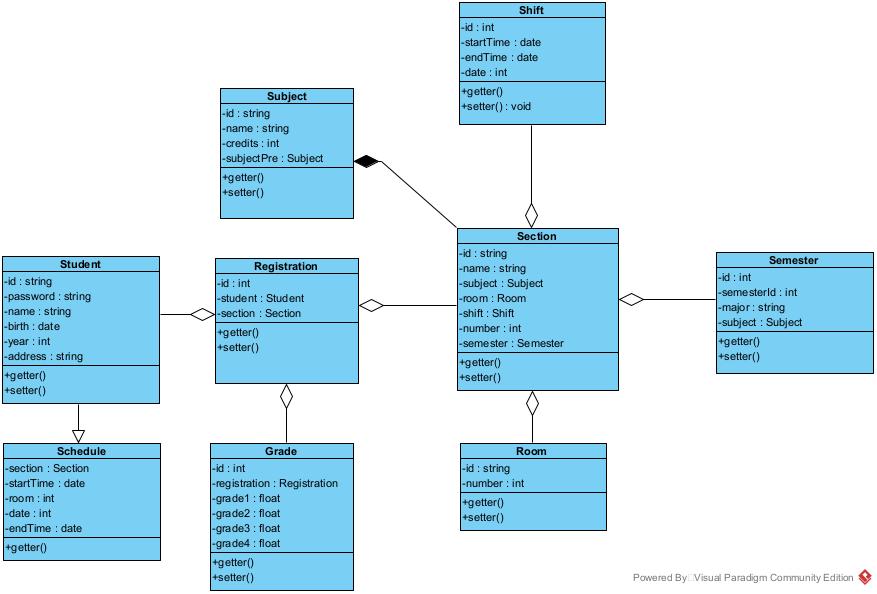 Shift
-id : int
-startTime : date
-endTime : date
-date : int
+getter()
+setter() : void
Subject
-id : string
-name : string
-credits : int
-subjectPre : Subject
+getter()
+setter()
Section
-id : string
-name : string
-subject : Subject
-room : Room
-shift : Shift
-number : int
-semester : Semester
+getter()
+setter()
Semester
-id : int
-semesterId : int
-major : string
-subject : Subject
+getter()
+setter()
Student
-id : string
-password : string
-name : string
-birth : date
-year : int
-address : string
+getter()
+setter()
Registration
-id : int
-student : Student
-section : Section
+getter()
+setter()
Schedule
-section : Section
-startTime : date
-room : int
-date : int
-endTime : date
+getter()
Grade
-id : int
-registration : Registration
-grade1 : float
-grade2 : float
-grade3 : float
-grade4 : float
+getter()
+setter()
Room
-id : string
-number : int
+getter()
+setter()
Powered By Visual Paradigm Community Edition